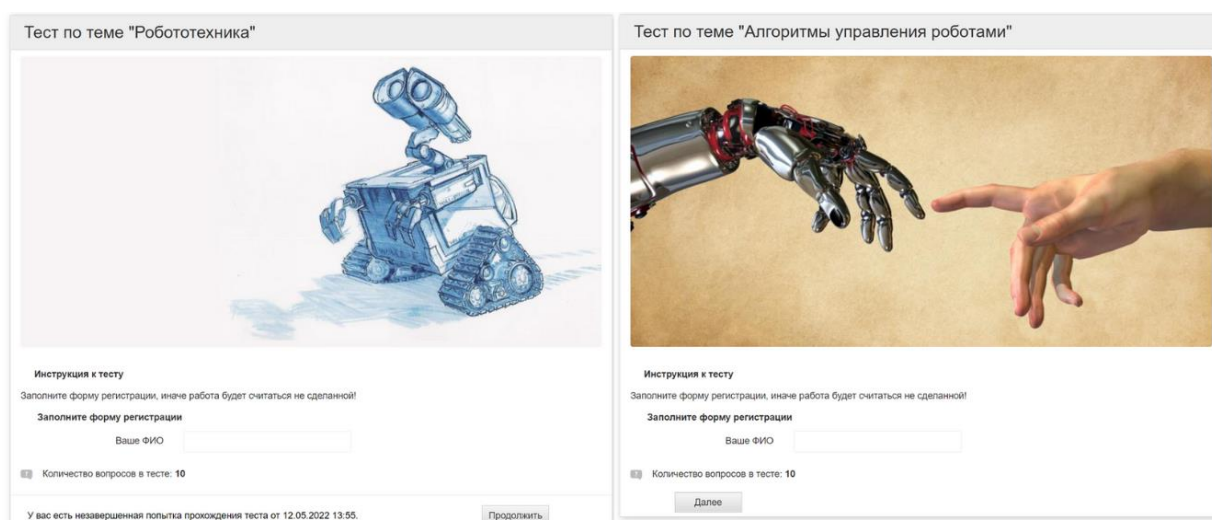 Тест по теме "Робототехника"
Инструкция к тесту
Заполните форму регистрации, иначе работа будет считаться не сделанной!
Заполните форму регистрации
Ваше ФИО
Количество вопросов в тесте: 10
У вас есть незавершенная попытка прохождения теста от 12.05.2022 13:55.
Продолжить
Тест по теме "Алгоритмы управления роботами"
Инструкция к тесту
Заполните форму регистрации, иначе работа будет считаться не сделанной!
Заполните форму регистрации
Ваше ФИО
Количество вопросов в тесте: 10
Далее